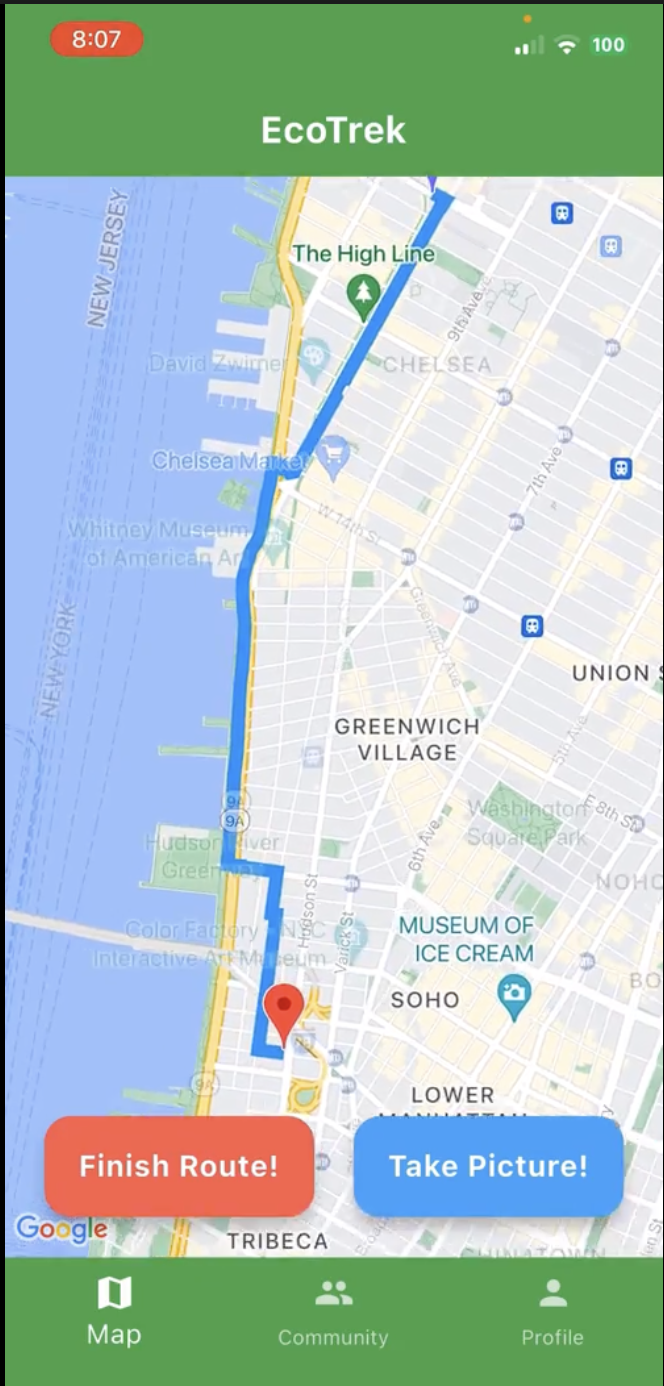 8:07
100
EcoTrek
NEW JERSEY
The High Line
9th Ave
David Zwirner
CHELSEA
Chelsea Market
7th Ave
W 14th St
Whitney Museum
of American Art
Greenwich Ave
NEW YORK
UNION S
GREENWICH
VILLAGE
5th Ave
9A
9A
Washington
Square Park
E 8th St
6th Ave
Hudson River
Greenway
NOHO
Hudson St
Varick St
Color Factory - NYC
Interactive Art Museum
MUSEUM OF
ICE CREAM
SOHO
BO
9A
LOWER
MANHATTAN
Finish Route!
Take Picture!
Google
TRIBECA
CHINATOWN
Map
Community
Profile